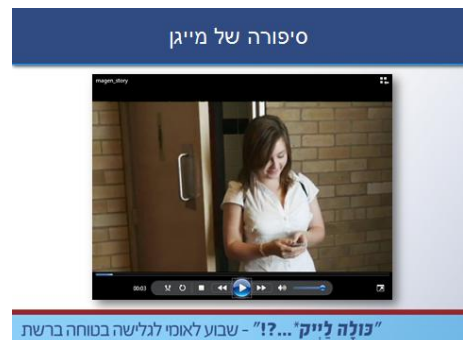 סיפורה של מייגן
magen_story
00:03
"כּוּלָהּ לַייק"...?!" - שבוע לאומי לגלישה בטוחה ברשת